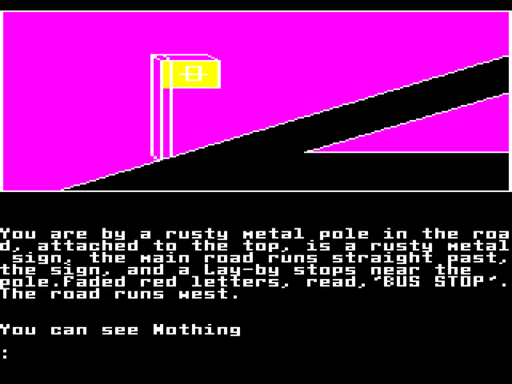 You are by a rusty metal pole in the roa
d, attached to the top, is a rusty metal
sign, the main road runs straight past,
the sign, and a Lay-by stops near the
pole.Faded red letters, read,"BUS STOP".
The road runs west.
You can see Nothing
: